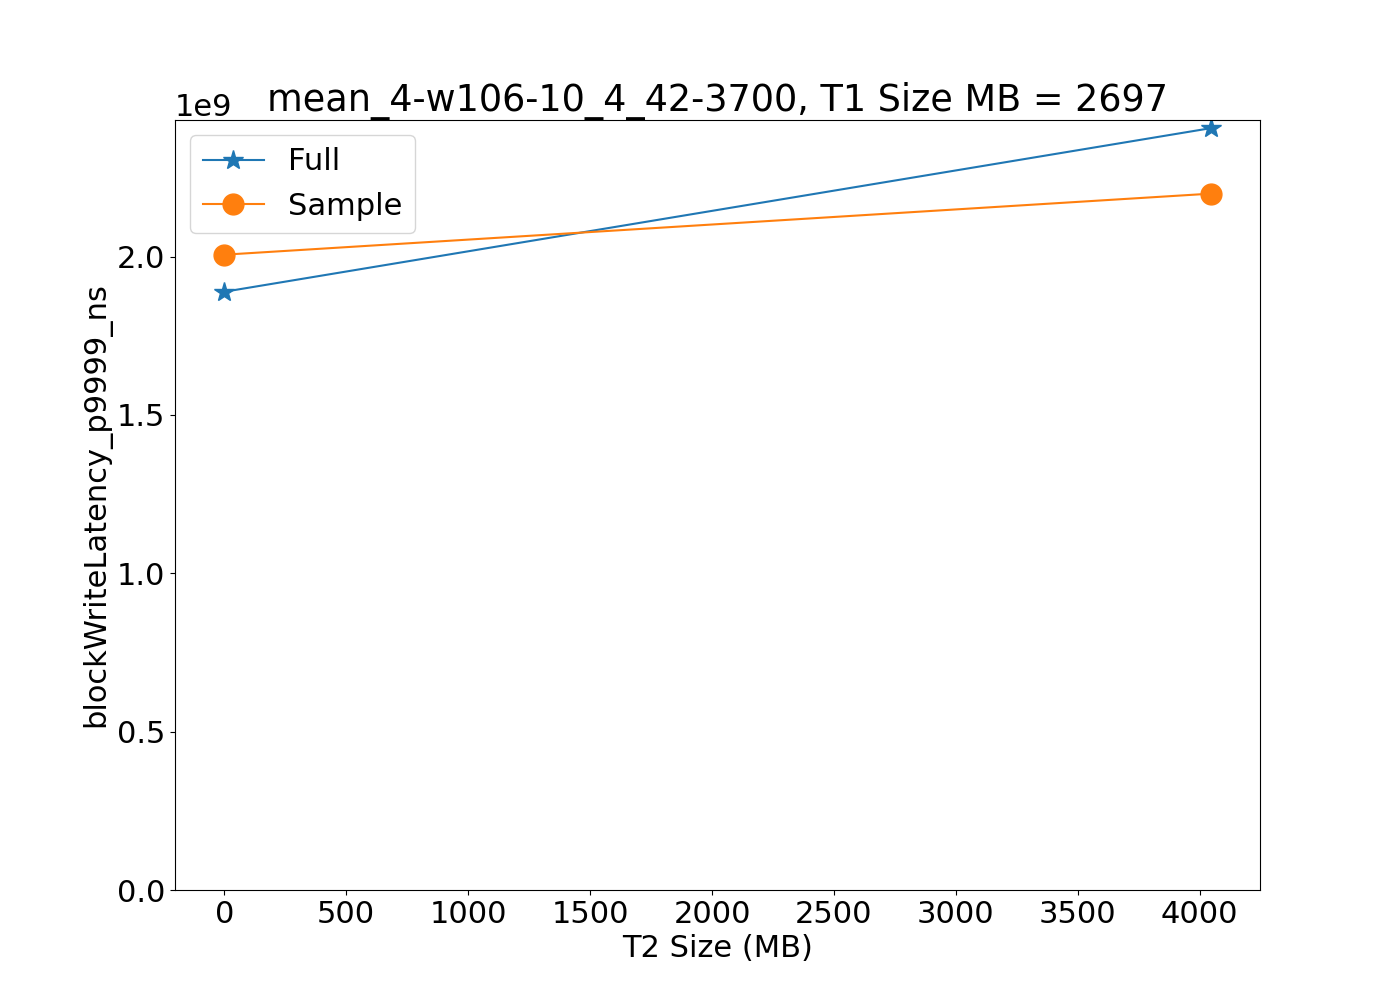 1e9
mean_4-w106-10_4_42-3700, T1 Size MB = 2697
Full
Sample
blockWriteLatency_p9999_ns
2.0
1.5
1.0
0.5
0.0
0 500 1000 1500 2000 2500 3000 3500 4000
T2 Size (MB)